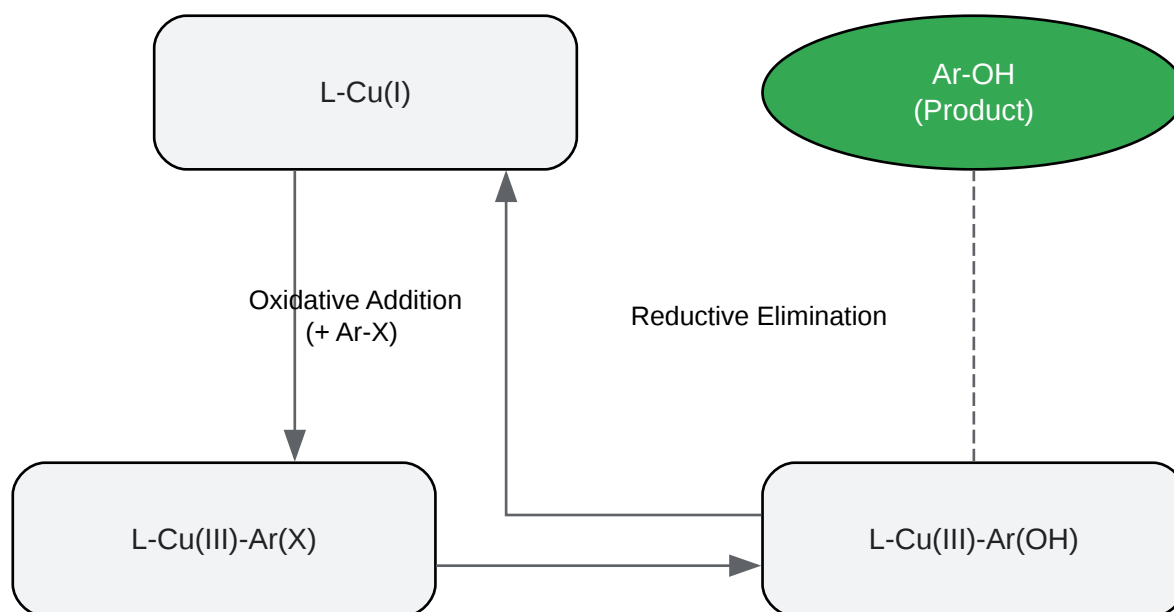 L-Cu(I)
Ar-OH
(Product)
Oxidative Addition
(+ Ar-X)
Reductive Elimination
L-Cu(III)-Ar(X)
L-Cu(III)-Ar(OH)